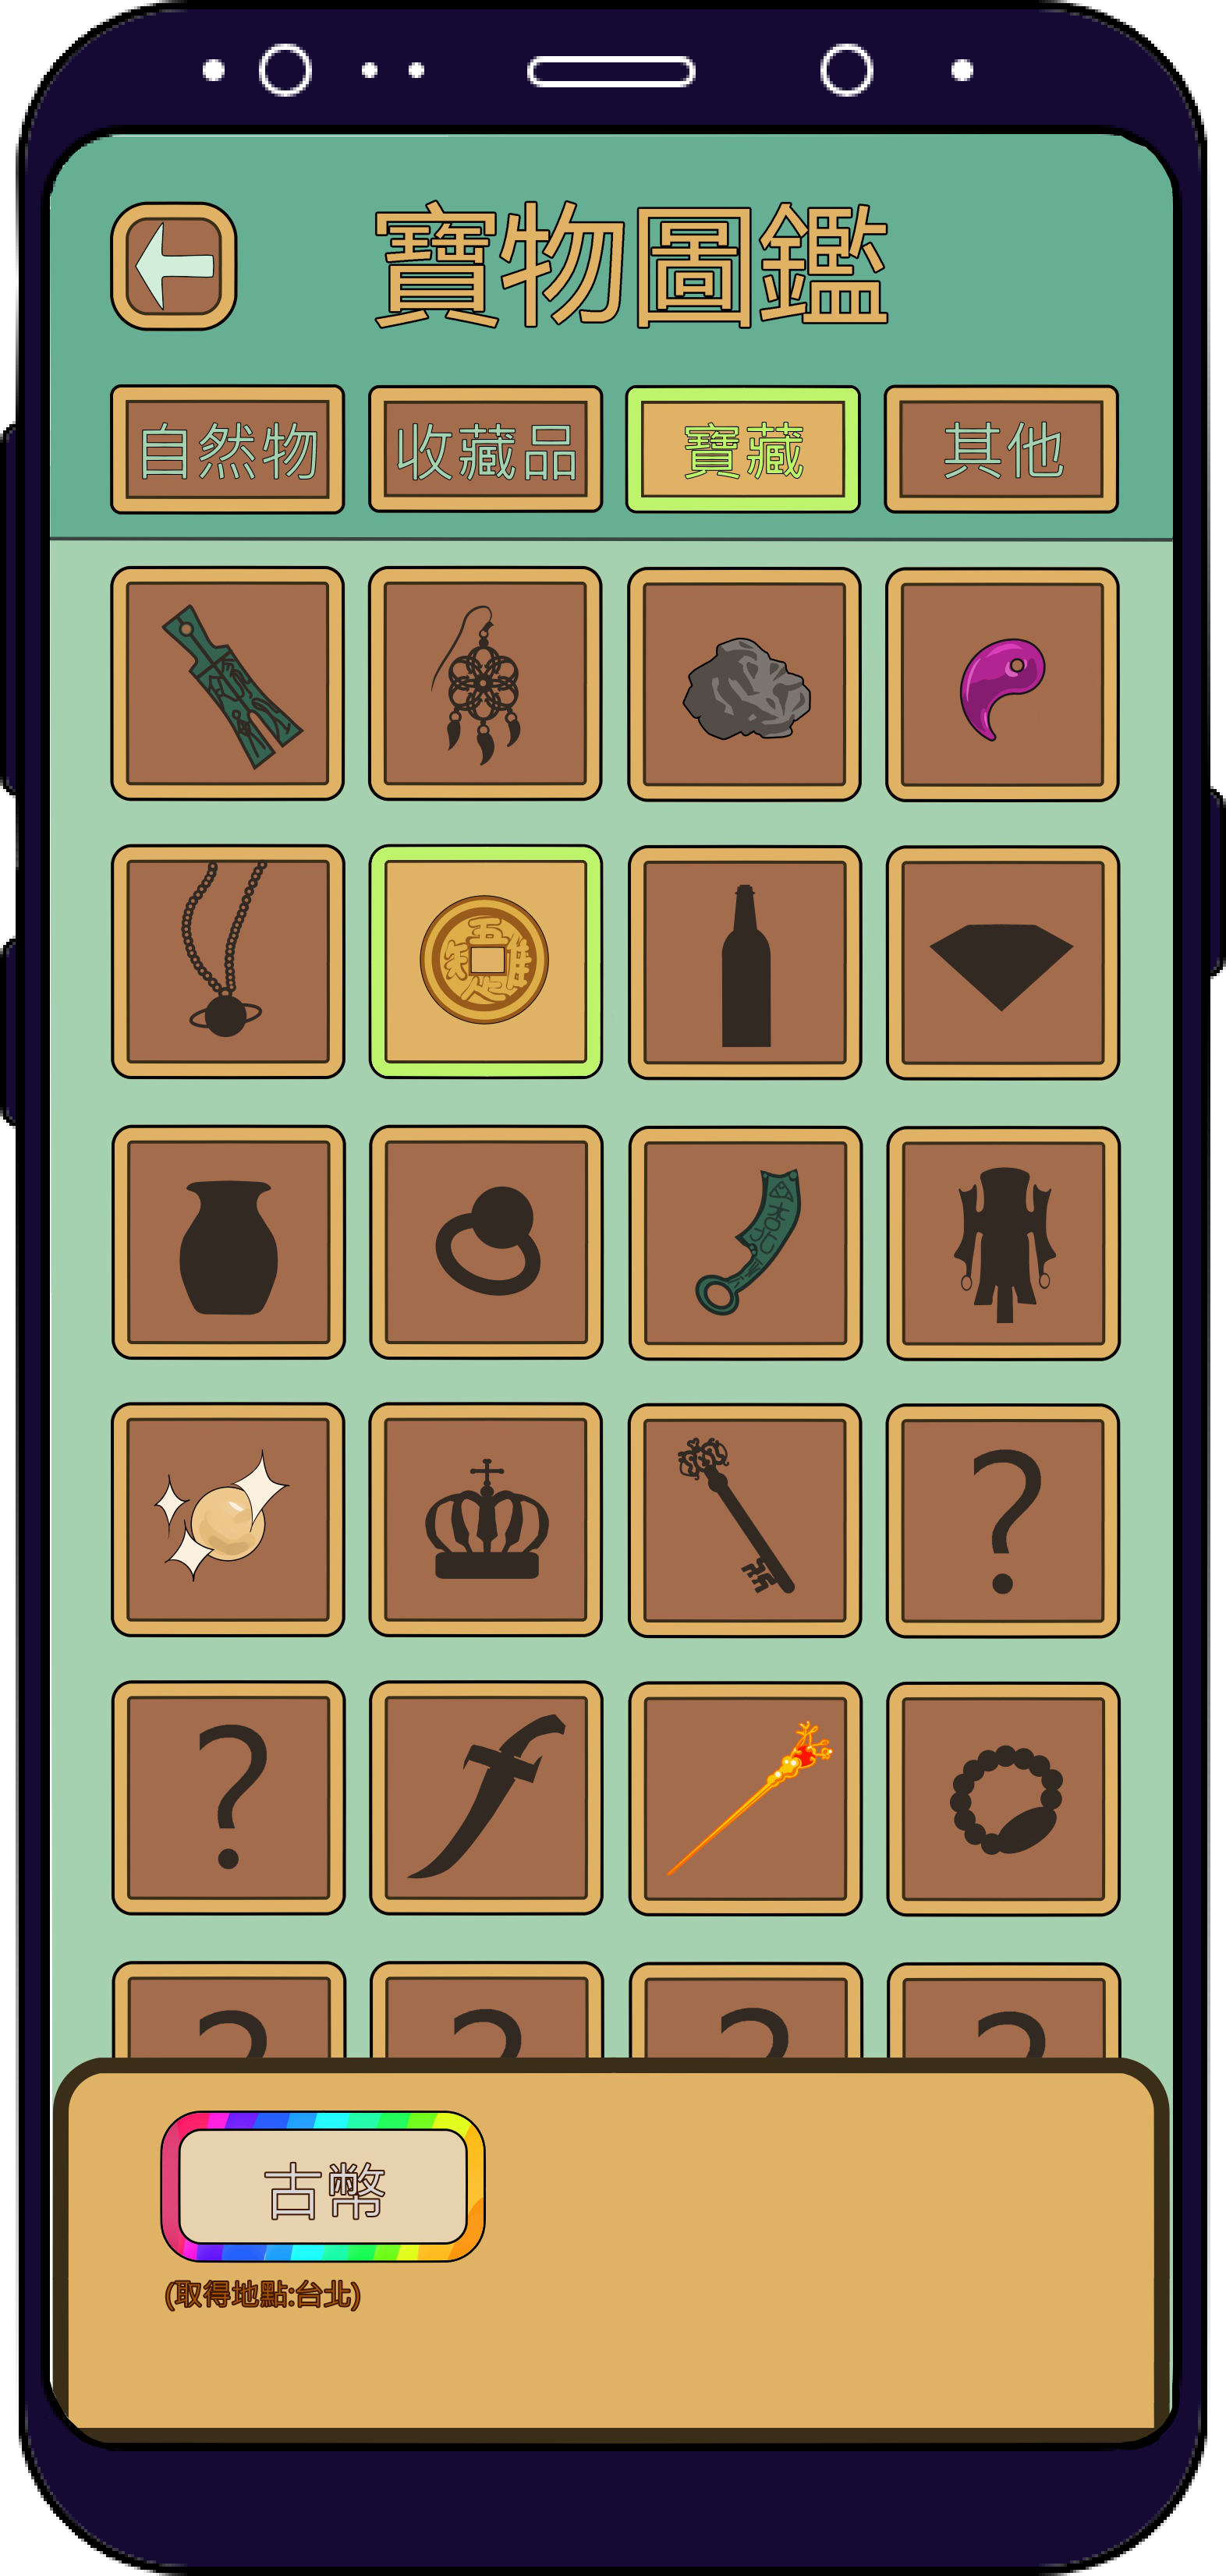 寶物圖鑑
自然物 收藏品 寶藏 其他
?
?
? ? ? ?
古幣
(取得地點:台北)